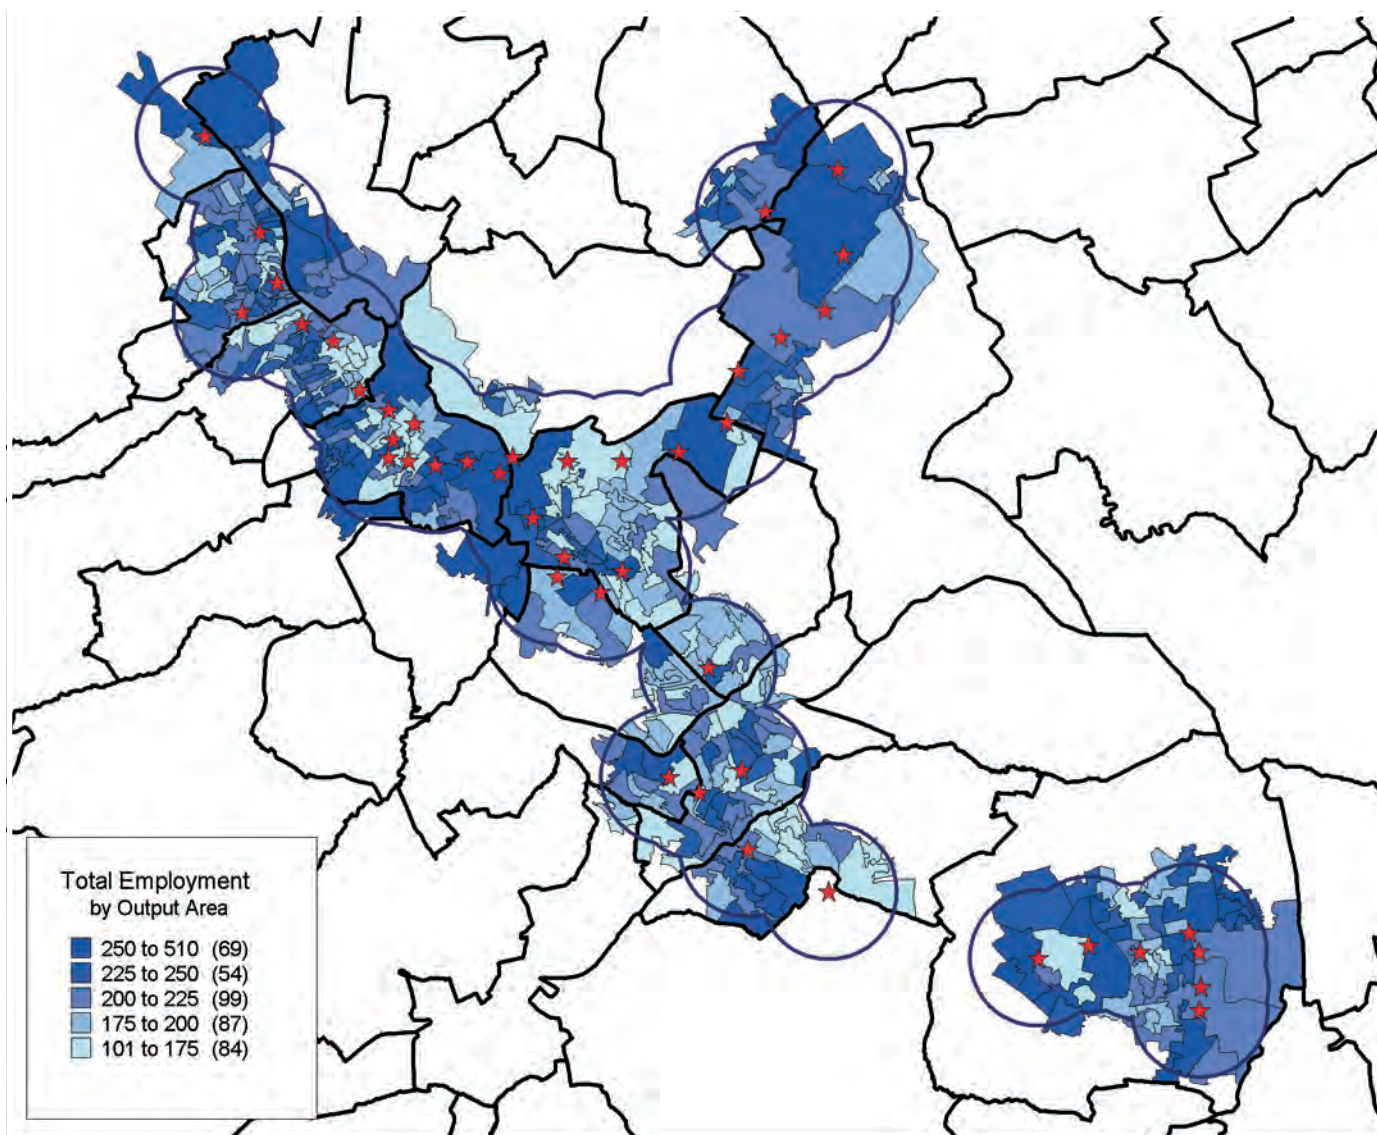 Total Employment
by Output Area
250 to 510 (69)
225 to 250 (54)
200 to 225 (99)
175 to 200 (87)
101 to 175 (84)